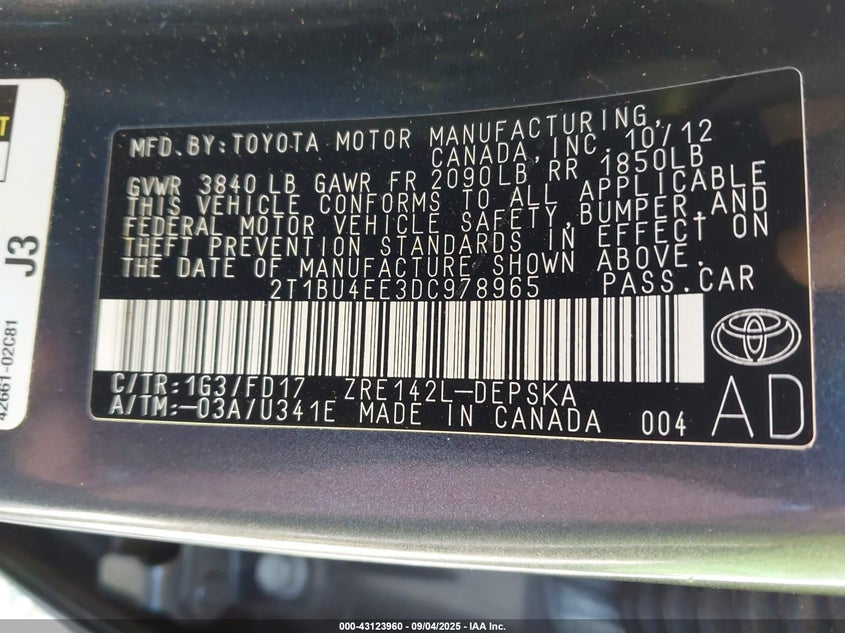 MFD.BY:TOYOTA MOTOR MANUFACTURING,
CANADA, INC. 10/12
GVWR 3840 LB GAWR FR 2090LB RR 1850LB
THIS VEHICLE CONFORMS TO ALL APPLICABLE
FEDERAL MOTOR VEHICLE SAFETY,BUMPER,AND
THEFT PREVENTION STANDARDS IN EFFECT ON
THE DATE OF MANUFACTURE SHOWN ABOVE.
2T1BU4EE3DC978965 PASS.CAR
C/TR:1G3/FD17 ZRE142L-DEPSKA
A/TM:-03A/U341E MADE IN CANADA 004
AD
J3
42661-02C81
000-43123960 - 09/04/2025 - IAA Inc.